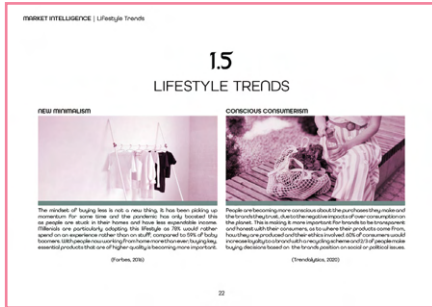 MARKET INTELLIGENCE | Lifestyle Trends
1.5
LIFESTYLE TRENDS
NEW MINIMALISM
The mindset of buying less is not a new thing. It has been picking up
momentum for some time and the pandemic has only boosted this
as people are stuck in their homes and have less expendable income.
Millenials are particularly adopting this lifestyle as 78% would rather
spend on an experience rather than on stuff, compared to 59% of baby
boomers. With people now working from home more than ever, buying key,
essential products that are of higher quality is becoming more important.
(Forbes, 2016)
CONSCIOUS CONSUMERISM
People are becoming more conscious about the purchases they make and
the brands they trust, due to the negative impacts of over consumption on
the planet. This is making it more important for brands to be transparent
and honest with their consumers, as to where their products come from,
how they are produced and their ethics involved. 60% of consumers would
increase loyalty to a brand with a recycling scheme and 2/3 of people make
buying decisions based on the brands position on social or political issues.
(Trendalytics, 2020)
22